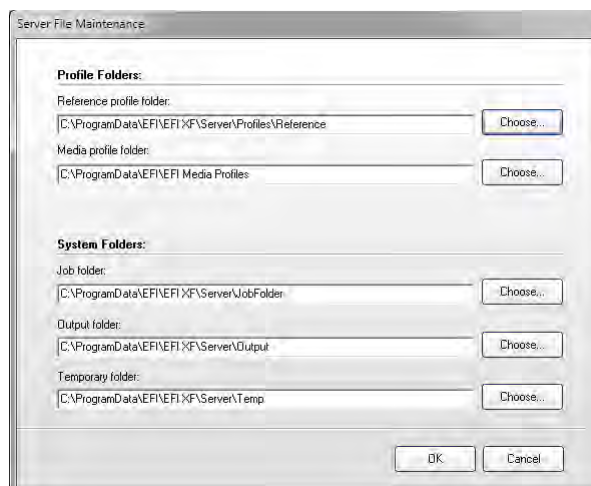 Server File Maintenance
Profile Folders:
Reference profile folder:
C:\ProgramData\EFI\EFI XF\Server\Profiles\Reference
Choose...
Media profile folder:
C:\ProgramData\EFI\EFI Media Profiles
Choose...
System Folders:
Job folder:
C:\ProgramData\EFI\EFI XF\Server\JobFolder
Choose...
Output folder:
C:\ProgramData\EFI\EFI XF\Server\Output
Choose...
Temporary folder:
C:\ProgramData\EFI\EFI XF\Server\Temp
Choose...
OK
Cancel